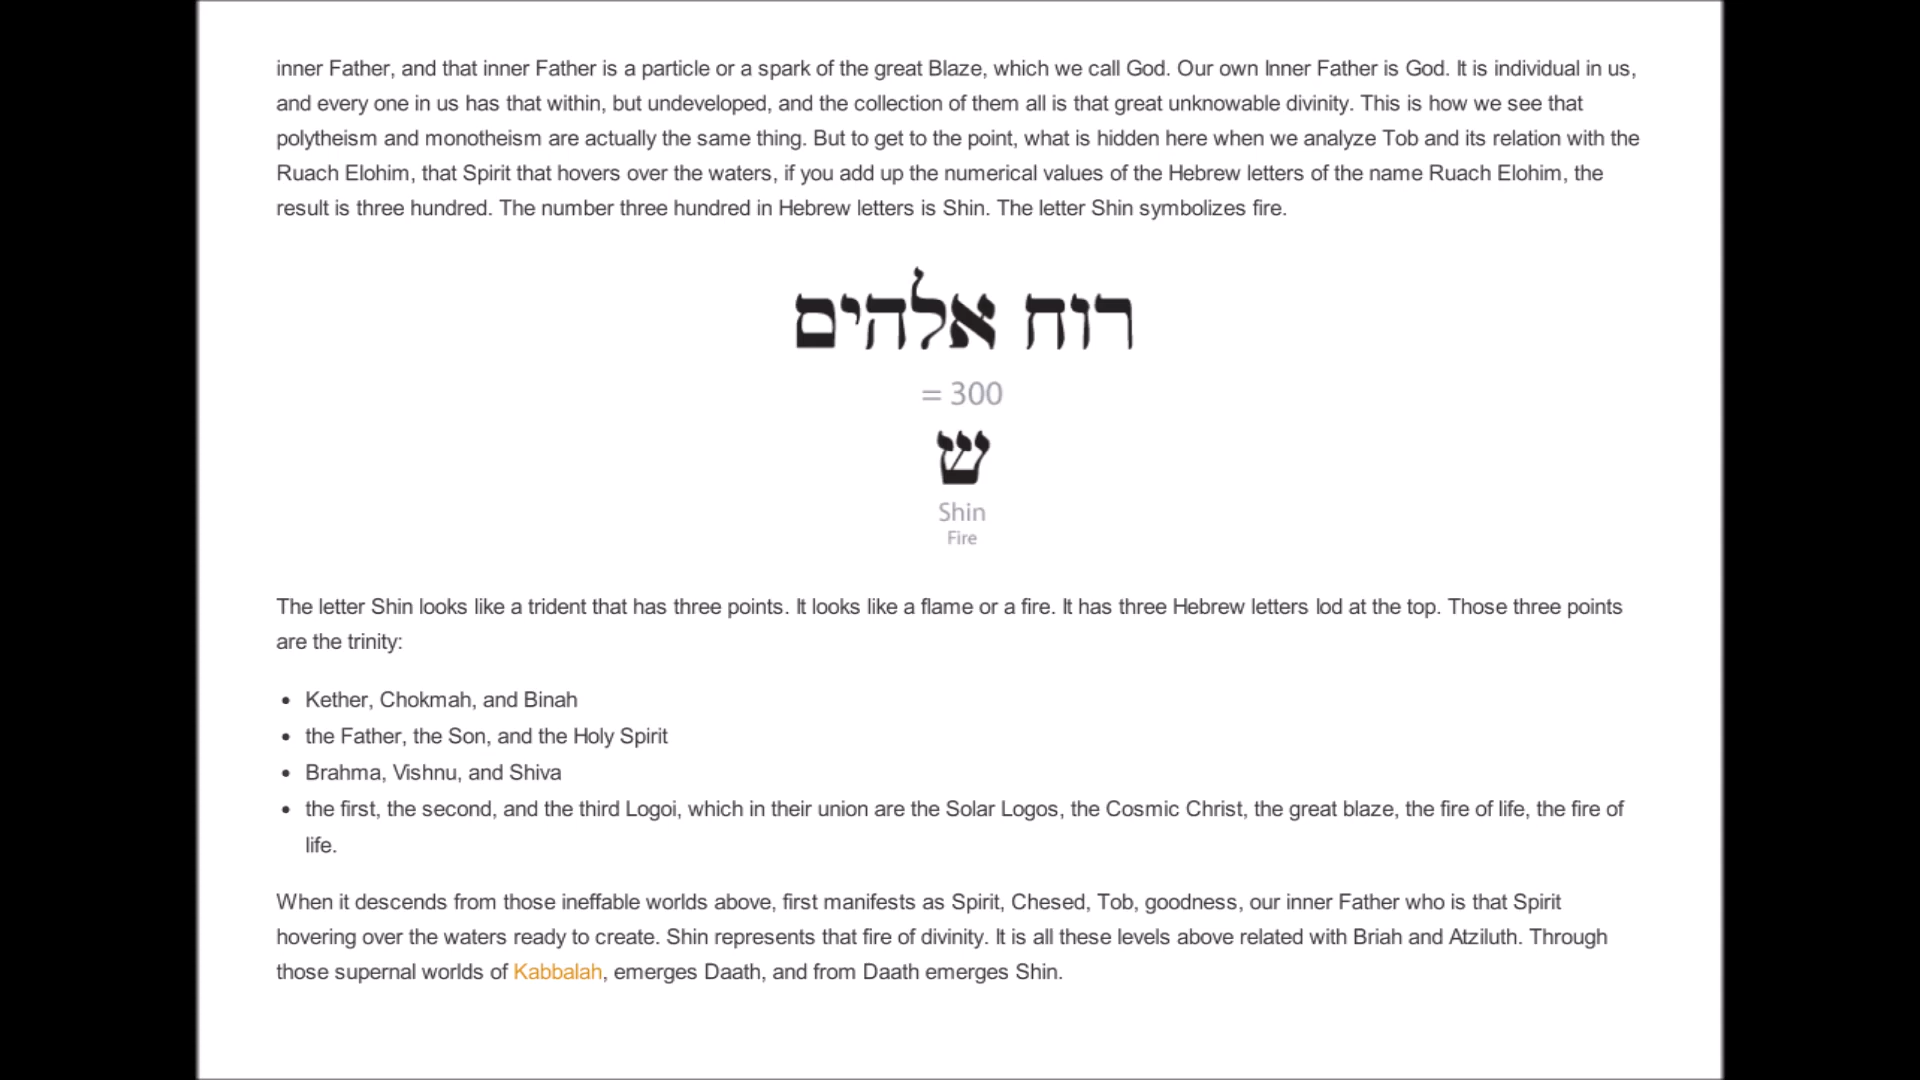 inner Father, and that inner Father is a particle or a spark of the great Blaze, which we call God. Our own Inner Father is God. It is individual in us,
and every one in us has that within, but undeveloped, and the collection of them all is that great unknowable divinity. This is how we see that
polytheism and monotheism are actually the same thing. But to get to the point, what is hidden here when we analyze Tob and its relation with the
Ruach Elohim, that Spirit that hovers over the waters, if you add up the numerical values of the Hebrew letters of the name Ruach Elohim, the
result is three hundred. The number three hundred in Hebrew letters is Shin. The letter Shin symbolizes fire.
רוח אלהים
= 300
ש
Shin
Fire
The letter Shin looks like a trident that has three points. It looks like a flame or a fire. It has three Hebrew letters Iod at the top. Those three points
are the trinity:
• Kether, Chokmah, and Binah
• the Father, the Son, and the Holy Spirit
• Brahma, Vishnu, and Shiva
• the first, the second, and the third Logoi, which in their union are the Solar Logos, the Cosmic Christ, the great blaze, the fire of life, the fire of
life.
When it descends from those ineffable worlds above, first manifests as Spirit, Chesed, Tob, goodness, our inner Father who is that Spirit
hovering over the waters ready to create. Shin represents that fire of divinity. It is all these levels above related with Briah and Atziluth. Through
those supernal worlds of Kabbalah, emerges Daath, and from Daath emerges Shin.